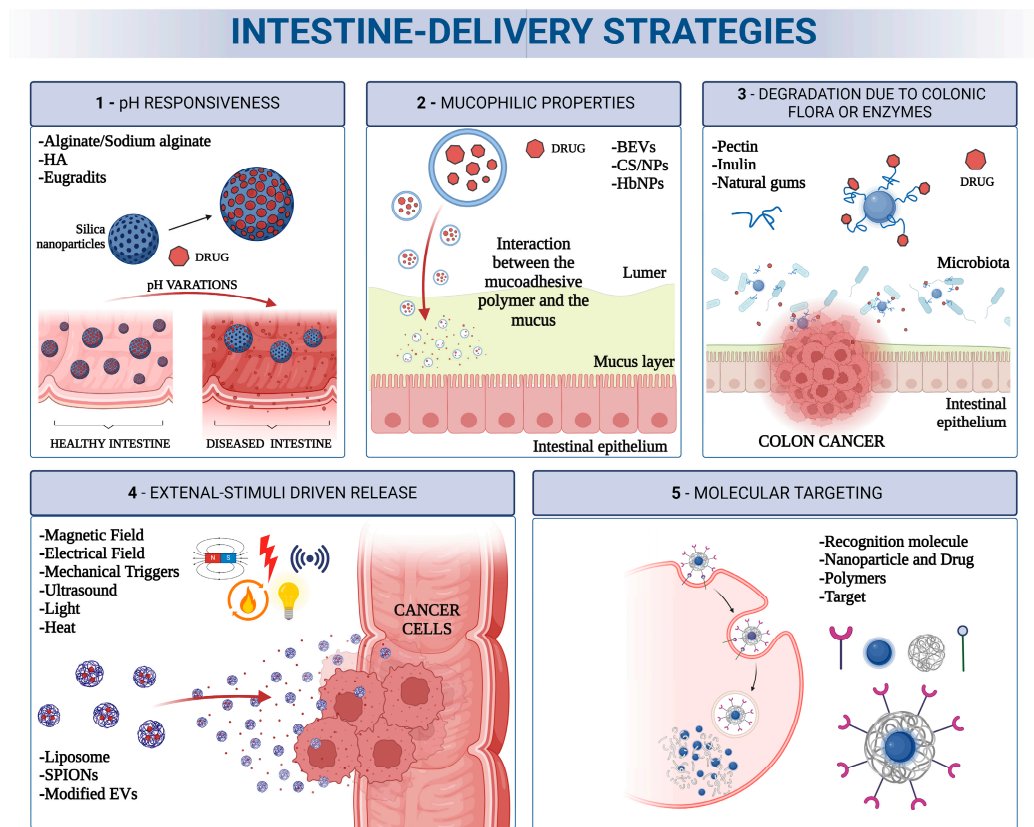 INTESTINE-DELIVERY STRATEGIES
1 - pH RESPONSIVENESS
-Alginate/Sodium alginate
-HA
-Eugradits
Silica
nanoparticles
DRUG
pH VARATIONS
HEALTHY INTESTINE
DISEASED INTESTINE
2 - MUCOPHILIC PROPERTIES
DRUG
-BEVs
-CS/NPs
-HbNPs
Interaction
between the
mucoadhesive
polymer and the
mucus
Lumer
Mucus layer
Intestinal epithelium
3 - DEGRADATION DUE TO COLONIC
FLORA OR ENZYMES
-Pectin
-Inulin
-Natural gums
DRUG
Microbiota
Intestinal
epithelium
COLON CANCER
4 - EXTENAL-STIMULI DRIVEN RELEASE
-Magnetic Field
-Electrical Field
-Mechanical Triggers
-Ultrasound
-Light
-Heat
N S
CANCER
CELLS
-Liposome
-SPIONs
-Modified EVs
5 - MOLECULAR TARGETING
-Recognition molecule
-Nanoparticle and Drug
-Polymers
-Target